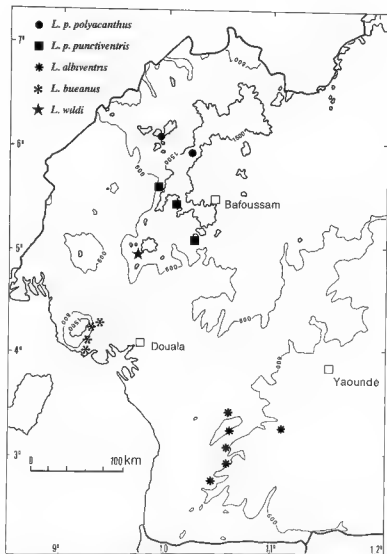 L. p. polyacanthus
L. p. punctiventris
L. albiventris
L. bueanus
L. wildi
7°
6°
5°
4°
3°
Bafoussam
Douala
Yaoundé
0 100 km
9° 10° 11° 12°